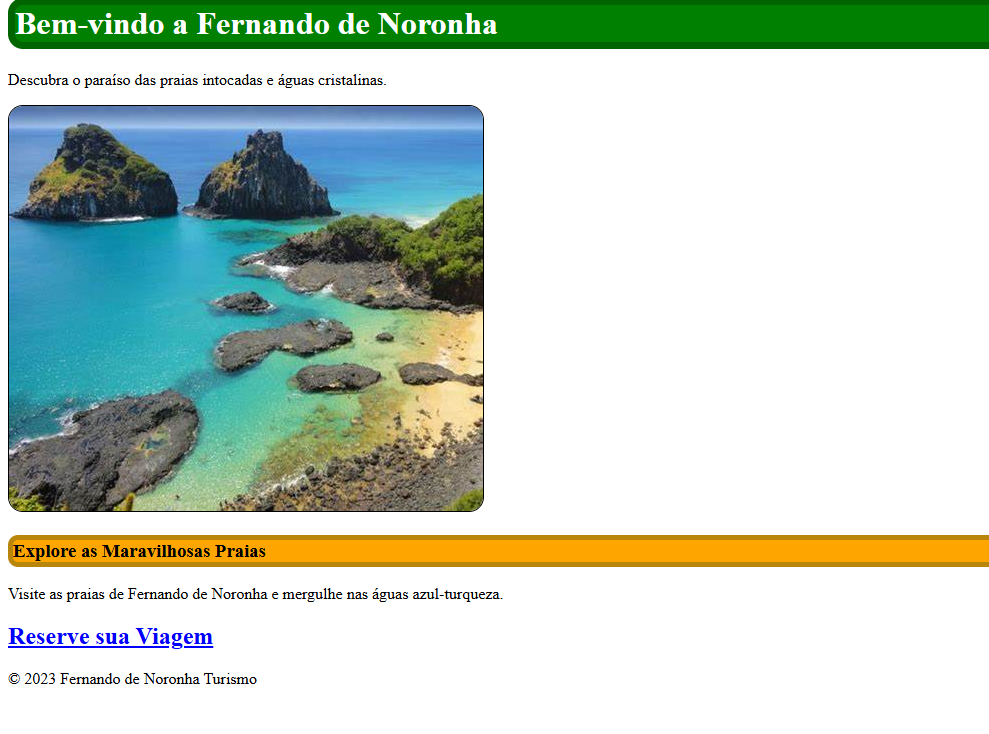 Bem-vindo a Fernando de Noronha
Descubra o paraíso das praias intocadas e águas cristalinas.
Explore as Maravilhosas Praias
Visite as praias de Fernando de Noronha e mergulhe nas águas azul-turqueza.
Reserve sua Viagem
© 2023 Fernando de Noronha Turismo